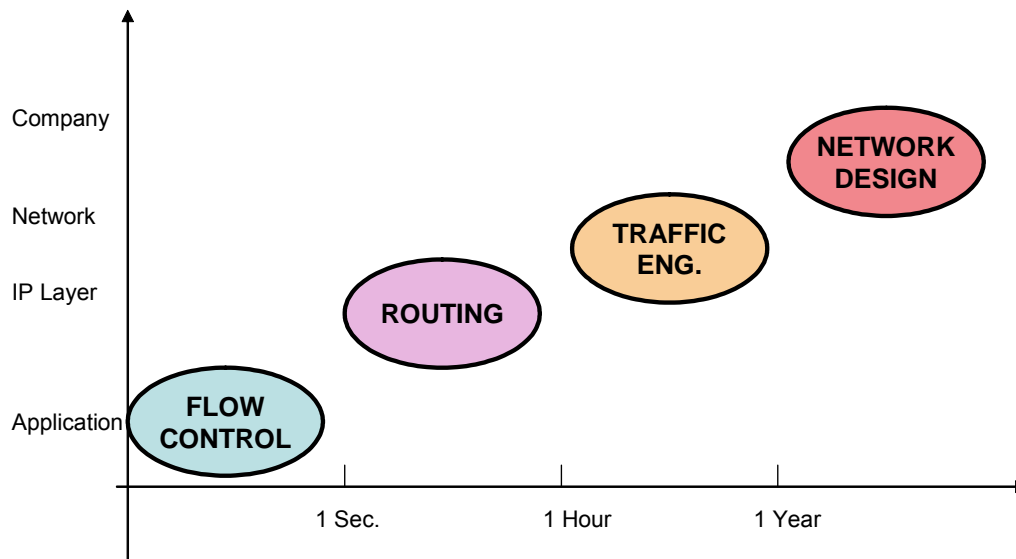 Company
NETWORK
DESIGN
Network
TRAFFIC
ENG.
IP Layer
ROUTING
Application
FLOW
CONTROL
1 Sec.
1 Hour
1 Year